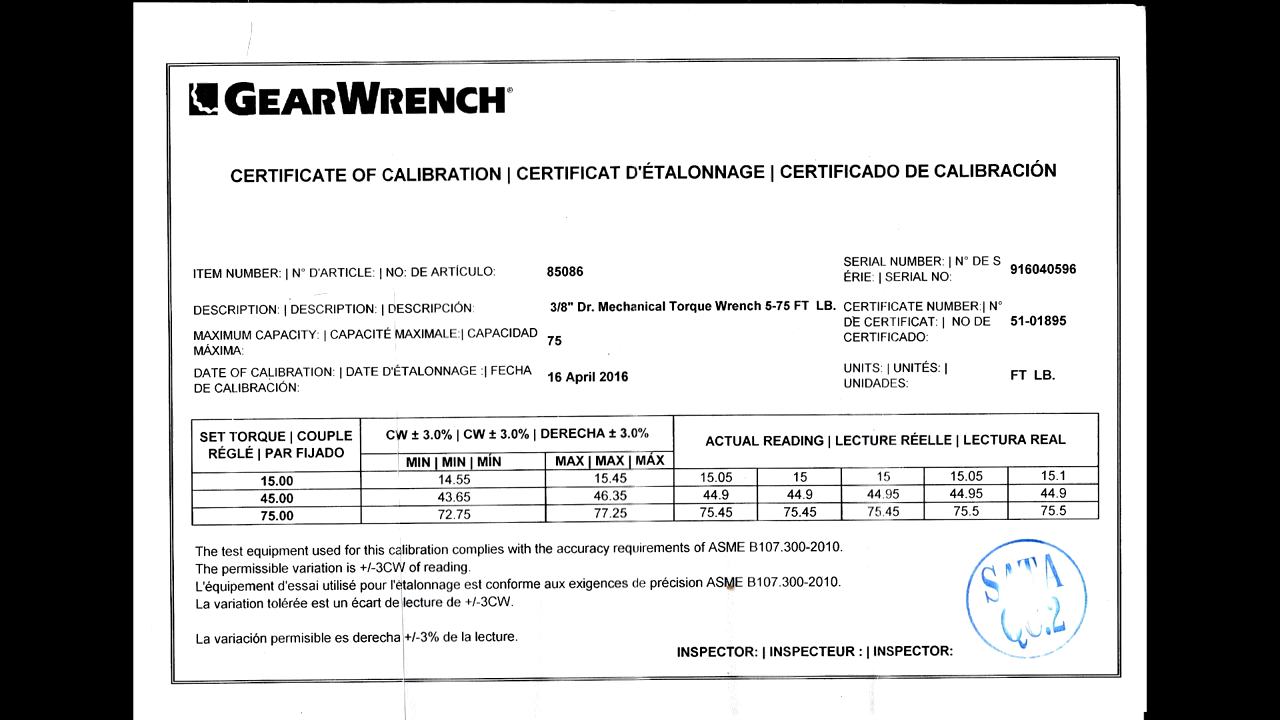 GEARWRENCH®
CERTIFICATE OF CALIBRATION | CERTIFICAT D'ÉTALONNAGE | CERTIFICADO DE CALIBRACIÓN
ITEM NUMBER: | N° D'ARTICLE: | NO: DE ARTÍCULO: 85086
SERIAL NUMBER: | N° DE S
ÉRIE: | SERIAL NO: 916040596
DESCRIPTION: | DESCRIPTION: | DESCRIPCIÓN: 3/8" Dr. Mechanical Torque Wrench 5-75 FT LB.
CERTIFICATE NUMBER:| N°
DE CERTIFICAT: | NO DE 51-01895
CERTIFICADO:
MAXIMUM CAPACITY: | CAPACITÉ MAXIMALE:| CAPACIDAD
MÁXIMA: 75
DATE OF CALIBRATION: | DATE D'ÉTALONNAGE :| FECHA
DE CALIBRACIÓN: 16 April 2016
UNITS: | UNITÉS: |
UNIDADES: FT LB.
SET TORQUE | COUPLE
RÉGLÉ | PAR FIJADO
CW ± 3.0% | CW ± 3.0% | DERECHA ± 3.0%
ACTUAL READING | LECTURE RÉELLE | LECTURA REAL
MIN | MIN | MÍN MAX | MAX | MÁX
15.00 14.55 15.45 15.05 15 15 15.05 15.1
45.00 43.65 46.35 44.9 44.9 44.95 44.95 44.9
75.00 72.75 77.25 75.45 75.45 75.45 75.5 75.5
The test equipment used for this calibration complies with the accuracy requirements of ASME B107.300-2010.
The permissible variation is +/-3CW of reading.
L'équipement d'essai utilisé pour l'étalonnage est conforme aux exigences de précision ASME B107.300-2010.
La variation tolérée est un écart de lecture de +/-3CW.
La variación permisible es derecha +/-3% de la lecture.
INSPECTOR: | INSPECTEUR : | INSPECTOR:
SATA
QC.2